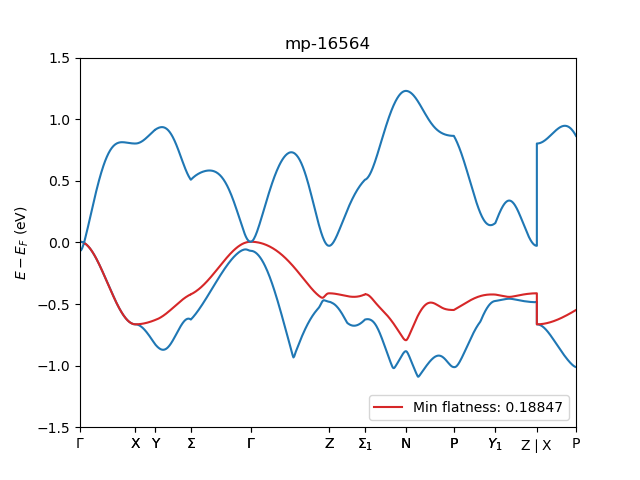 mp-16564
E − E_F (eV)
1.5
1.0
0.5
0.0
−0.5
−1.0
−1.5
Min flatness: 0.18847
Γ X Y Σ Γ Z Σ₁ N P Y₁ Z | X P